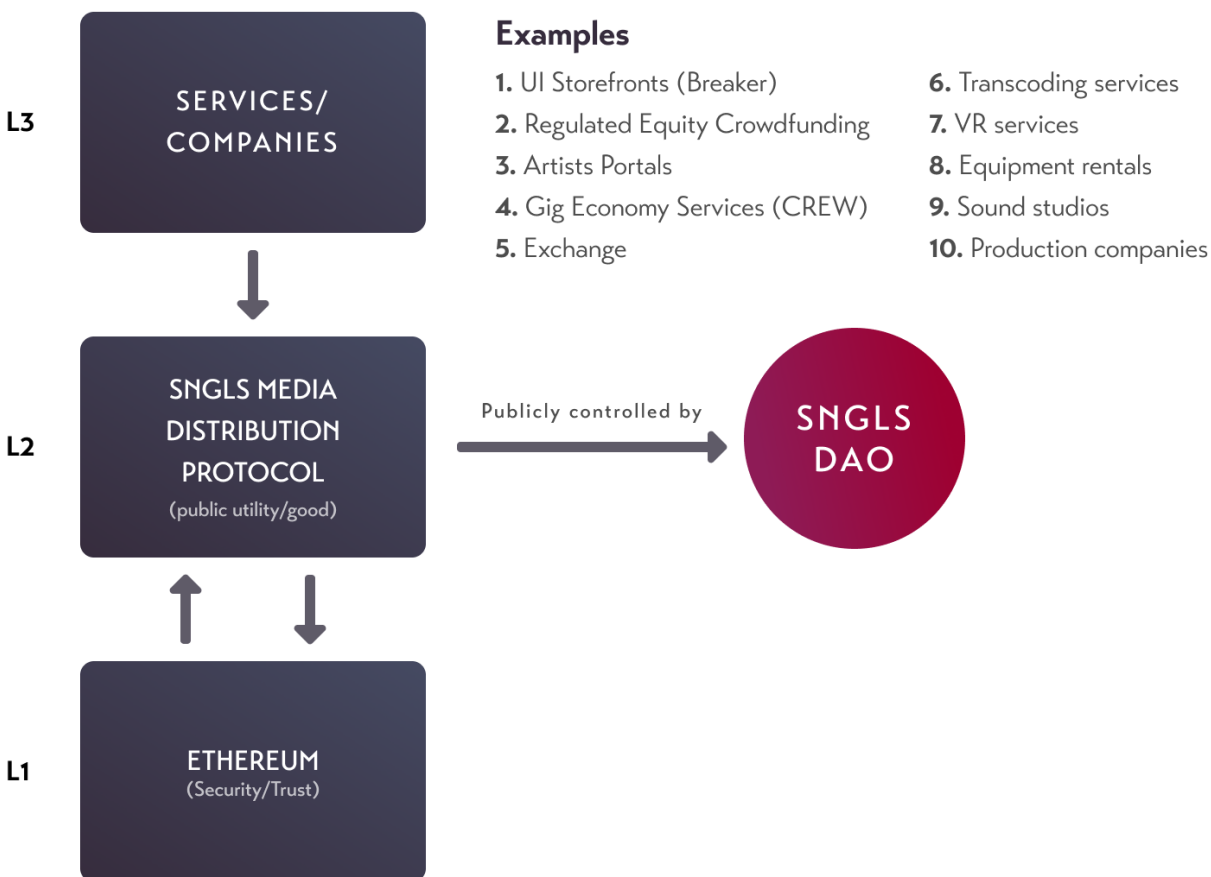 L3
SERVICES/
COMPANIES
Examples
1. UI Storefronts (Breaker)
2. Regulated Equity Crowdfunding
3. Artists Portals
4. Gig Economy Services (CREW)
5. Exchange
6. Transcoding services
7. VR services
8. Equipment rentals
9. Sound studios
10. Production companies
L2
SNGLS MEDIA
DISTRIBUTION
PROTOCOL
(public utility/good)
Publicly controlled by
SNGLS
DAO
L1
ETHEREUM
(Security/Trust)